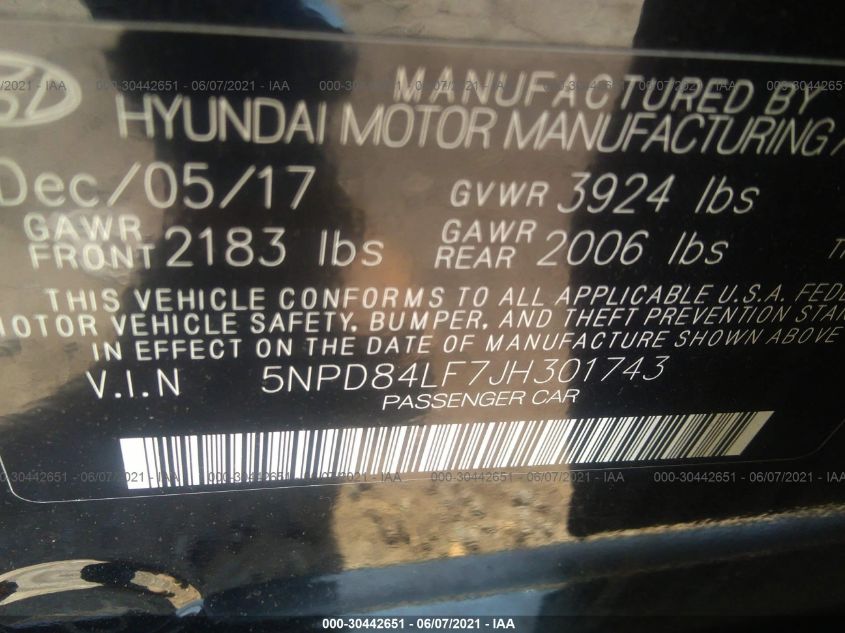 MANUFACTURED BY
HYUNDAI MOTOR MANUFACTURING
Dec/05/17 GVWR 3924 lbs
GAWR FRONT 2183 lbs GAWR REAR 2006 lbs
THIS VEHICLE CONFORMS TO ALL APPLICABLE U.S.A. FEDE
MOTOR VEHICLE SAFETY, BUMPER, AND THEFT PREVENTION STAN
IN EFFECT ON THE DATE OF MANUFACTURE SHOWN ABOVE
V.I.N 5NPD84LF7JH301743
PASSENGER CAR
000-30442651 - 06/07/2021 - IAA